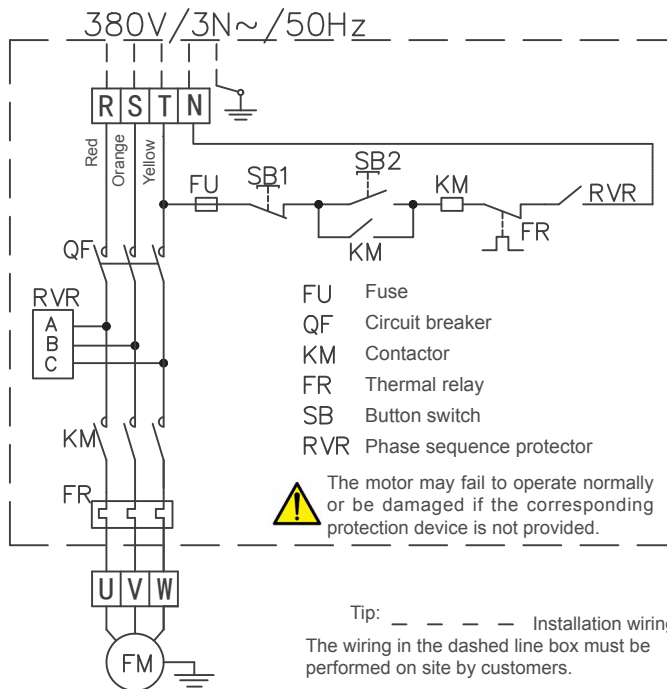 380V/3N~/50Hz
R S T N
Red
Orange
Yellow
FU
SB1
SB2
KM
KM
FR
RVR
QF
RVR
A
B
C
KM
FR
FU Fuse
QF Circuit breaker
KM Contactor
FR Thermal relay
SB Button switch
RVR Phase sequence protector
The motor may fail to operate normally
or be damaged if the corresponding
protection device is not provided.
U V W
FM
Tip: Installation wiring
The wiring in the dashed line box must be
performed on site by customers.